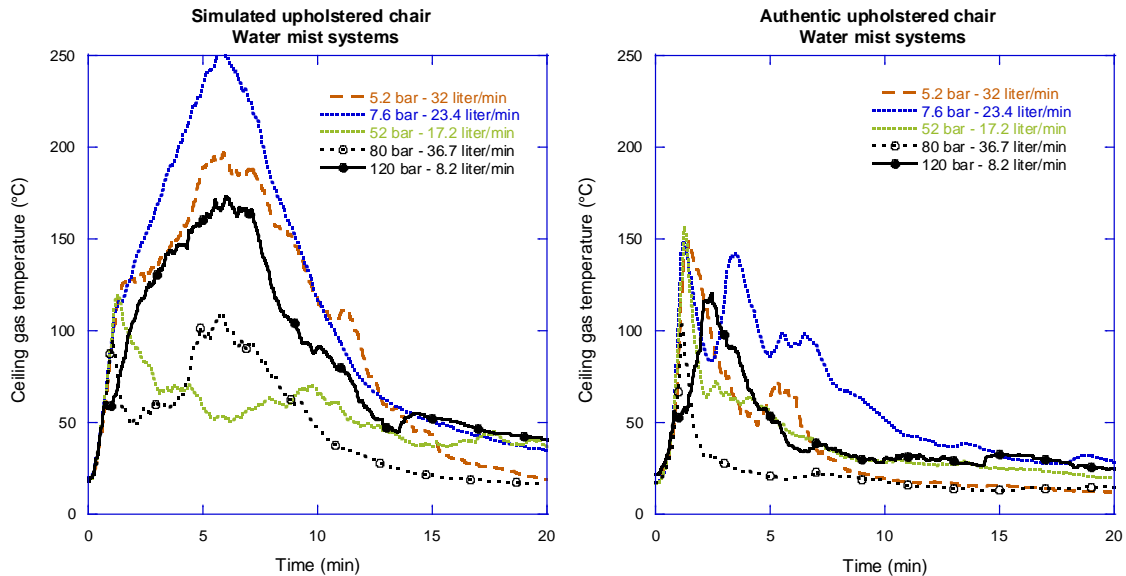 Simulated upholstered chair
Water mist systems
250
200
150
100
50
0
Ceiling gas temperature (°C)
5.2 bar - 32 liter/min
7.6 bar - 23.4 liter/min
52 bar - 17.2 liter/min
80 bar - 36.7 liter/min
120 bar - 8.2 liter/min
0 5 10 15 20
Time (min)
Authentic upholstered chair
Water mist systems
250
200
150
100
50
0
Ceiling gas temperature (°C)
5.2 bar - 32 liter/min
7.6 bar - 23.4 liter/min
52 bar - 17.2 liter/min
80 bar - 36.7 liter/min
120 bar - 8.2 liter/min
0 5 10 15 20
Time (min)